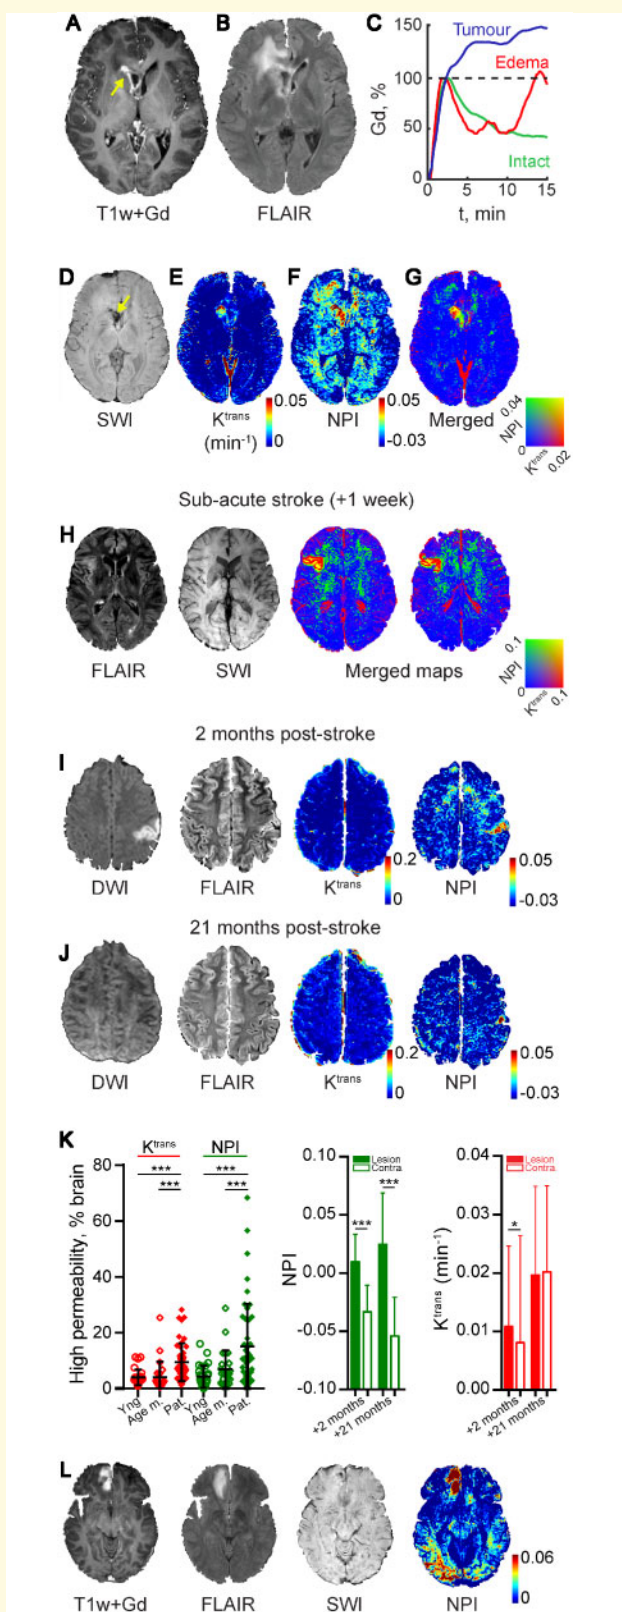 A
B
C
T1w+Gd
FLAIR
Gd, %
150
100
50
0
Tumour
Edema
Intact
5
10
15
t, min
D
E
F
G
SWI
Ktrans
(min-1)
0.05
0
NPI
0.05
-0.03
Merged
0.04
NPI
0
Ktrans
0.02
Sub-acute stroke (+1 week)
H
FLAIR
SWI
Merged maps
0.1
NPI
0
Ktrans
0.1
2 months post-stroke
I
DWI
FLAIR
Ktrans
0.2
0
NPI
0.05
-0.03
21 months post-stroke
J
DWI
FLAIR
Ktrans
0.2
0
NPI
0.05
-0.03
K
Ktrans
NPI
*** ***
*** ***
High permeability, % brain
80
60
40
20
0
Yng
Age m.
Pat.
Yng
Age m.
Pat.
Lesion
Contra.
***
***
NPI
0.10
0.05
0.00
-0.05
-0.10
+2 months
+21 months
Lesion
Contra.
*
Ktrans (min-1)
0.04
0.03
0.02
0.01
0.00
+2 months
+21 months
L
T1w+Gd
FLAIR
SWI
NPI
0.06
0